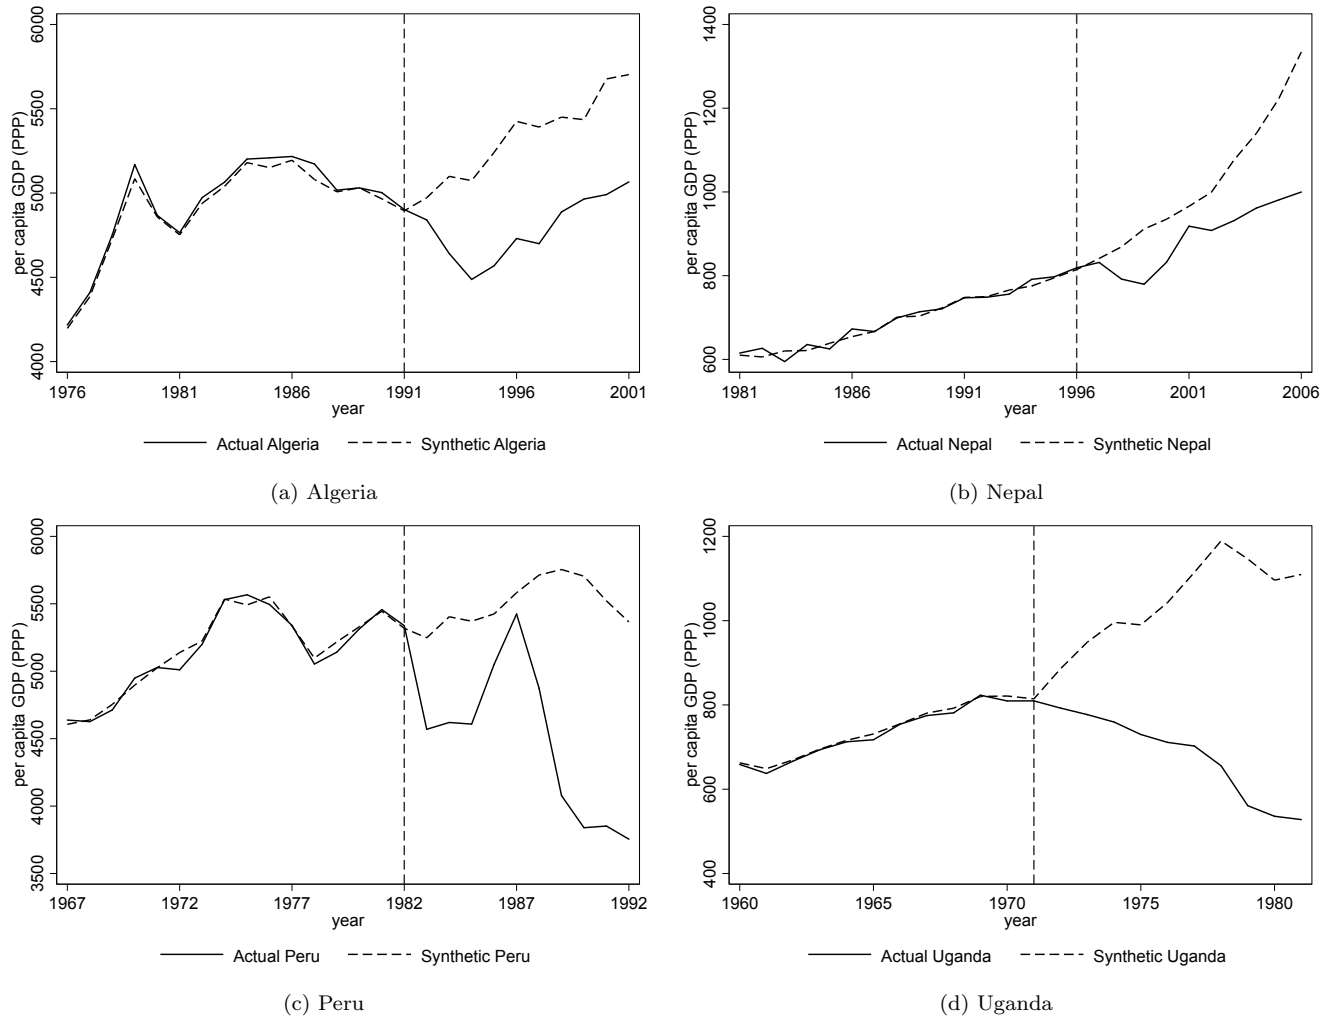 per capita GDP (PPP)
6000
5500
5000
4500
4000
1976 1981 1986 1991 1996 2001
year
Actual Algeria Synthetic Algeria
(a) Algeria
per capita GDP (PPP)
1400
1200
1000
800
600
1981 1986 1991 1996 2001 2006
year
Actual Nepal Synthetic Nepal
(b) Nepal
per capita GDP (PPP)
6000
5500
5000
4500
4000
3500
1967 1972 1977 1982 1987 1992
year
Actual Peru Synthetic Peru
(c) Peru
per capita GDP (PPP)
1200
1000
800
600
400
1960 1965 1970 1975 1980
year
Actual Uganda Synthetic Uganda
(d) Uganda